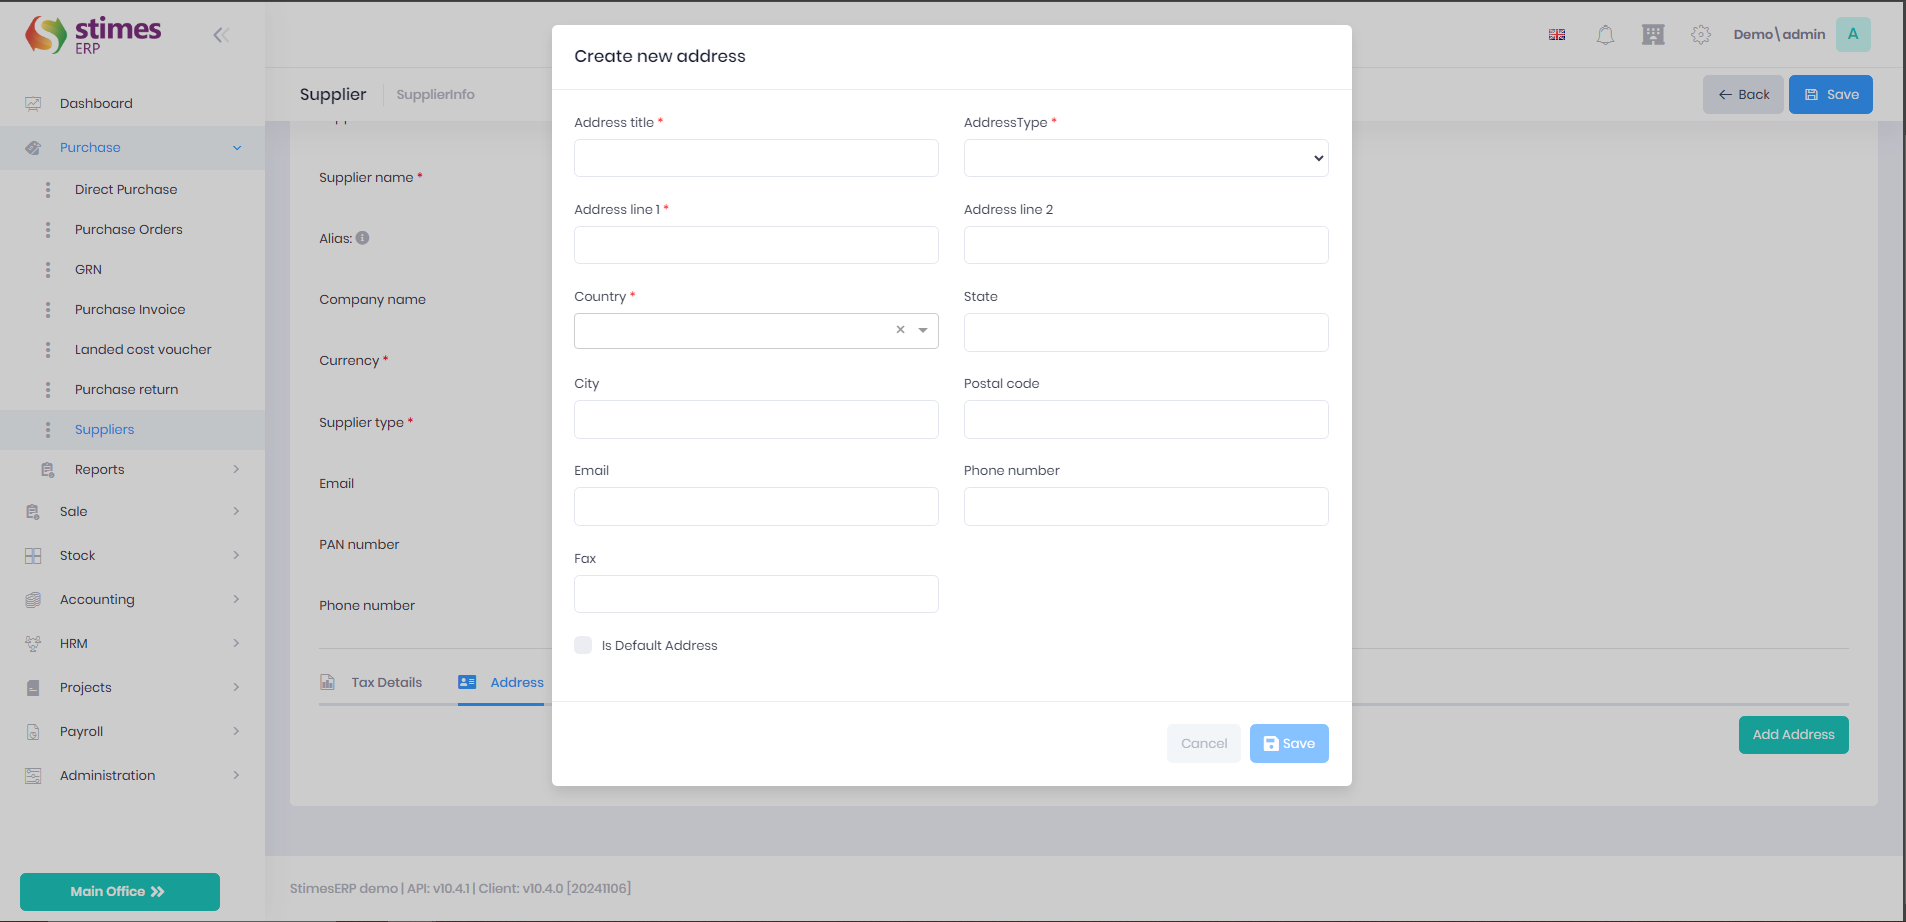 stimes
ERP
Demo\admin
A
Dashboard
Purchase
Direct Purchase
Purchase Orders
GRN
Purchase Invoice
Landed cost voucher
Purchase return
Suppliers
Reports
Sale
Stock
Accounting
HRM
Projects
Payroll
Administration
Main Office
Supplier SupplierInfo
Back Save
Supplier name *
Alias:
Company name
Currency *
Supplier type *
Email
PAN number
Phone number
Tax Details Address
Add Address
Create new address
Address title * AddressType *
Address line 1 * Address line 2
Country * State
City Postal code
Email Phone number
Fax
Is Default Address
Cancel Save
StimesERP demo | API: v10.4.1 | Client: v10.4.0 [20241106]